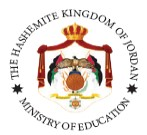 THE HASHEMITE KINGDOM OF JORDAN
MINISTRY OF EDUCATION